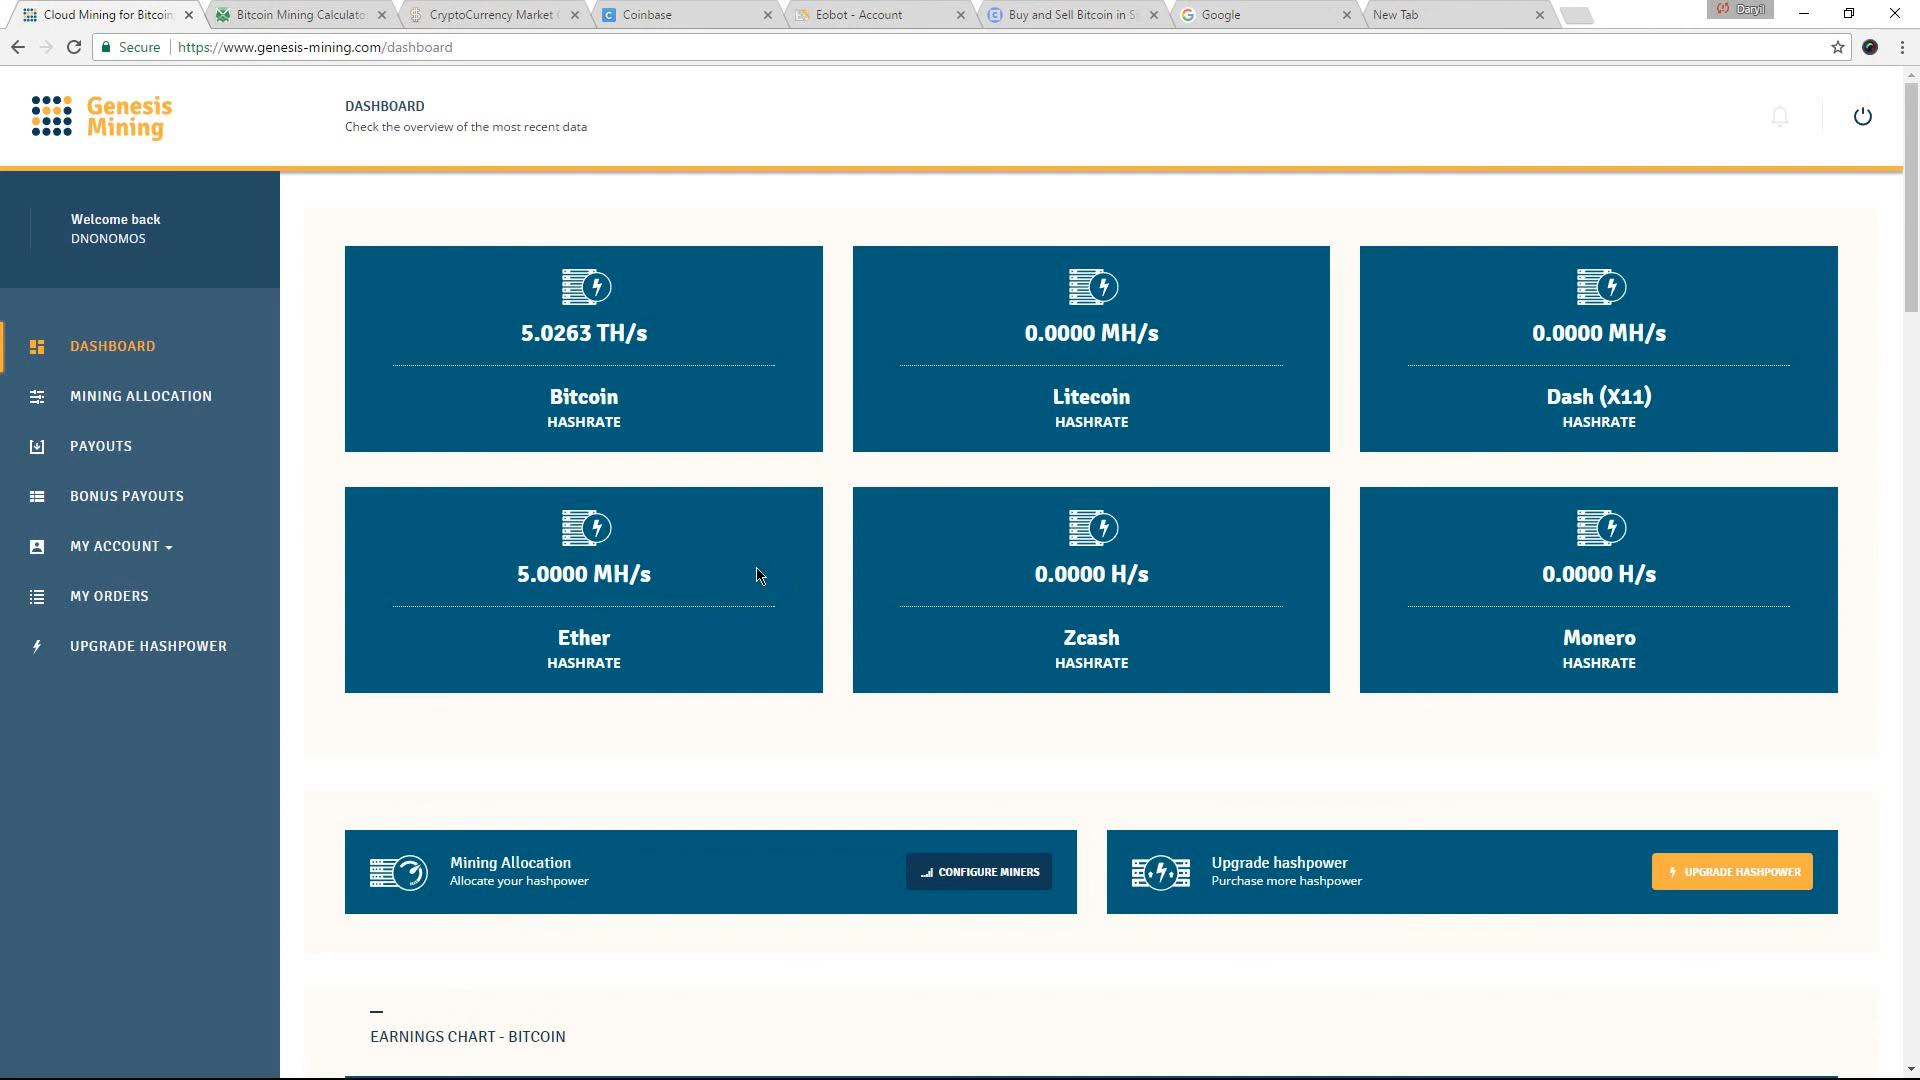 Cloud Mining for Bitcoin,
Bitcoin Mining Calculato
CryptoCurrency Market
Coinbase
Eobot - Account
Buy and Sell Bitcoin in S
Google
New Tab
Daryll
Secure
https://www.genesis-mining.com/dashboard
Genesis
Mining
DASHBOARD
Check the overview of the most recent data
Welcome back
DNONOMOS
DASHBOARD
MINING ALLOCATION
PAYOUTS
BONUS PAYOUTS
MY ACCOUNT
MY ORDERS
UPGRADE HASHPOWER
5.0263 TH/s
Bitcoin
HASHRATE
0.0000 MH/s
Litecoin
HASHRATE
0.0000 MH/s
Dash (X11)
HASHRATE
5.0000 MH/s
Ether
HASHRATE
0.0000 H/s
Zcash
HASHRATE
0.0000 H/s
Monero
HASHRATE
Mining Allocation
Allocate your hashpower
CONFIGURE MINERS
Upgrade hashpower
Purchase more hashpower
UPGRADE HASHPOWER
EARNINGS CHART - BITCOIN